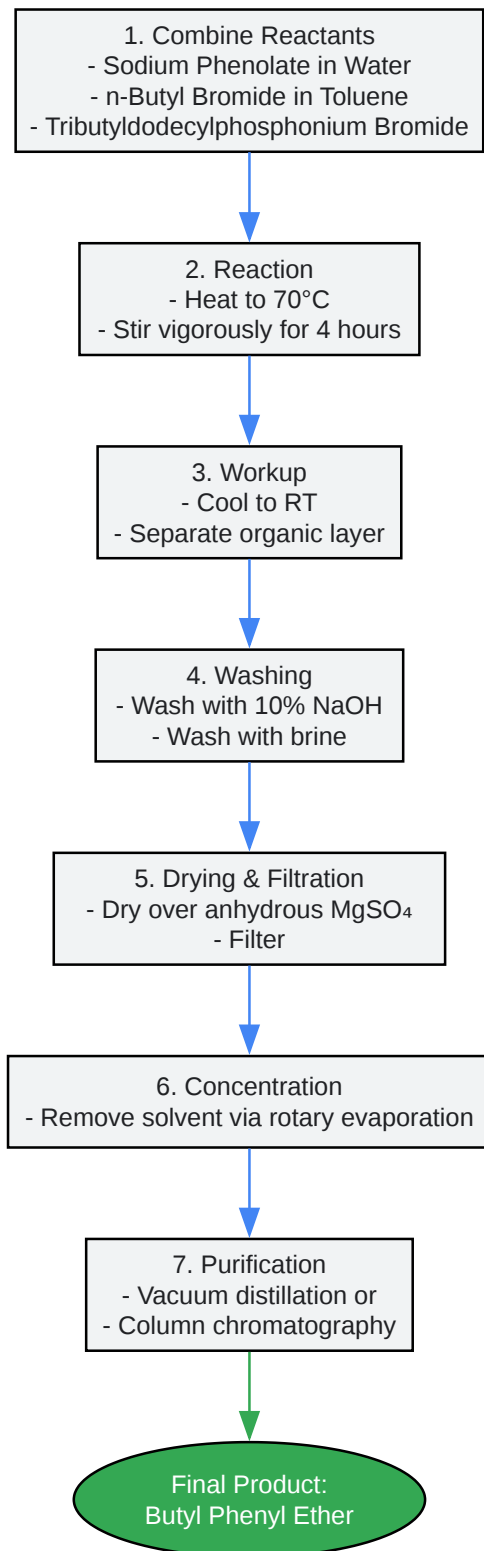 1. Combine Reactants
- Sodium Phenolate in Water
- n-Butyl Bromide in Toluene
- Tributyldodecylphosphonium Bromide
2. Reaction
- Heat to 70°C
- Stir vigorously for 4 hours
3. Workup
- Cool to RT
- Separate organic layer
4. Washing
- Wash with 10% NaOH
- Wash with brine
5. Drying & Filtration
- Dry over anhydrous MgSO₄
- Filter
6. Concentration
- Remove solvent via rotary evaporation
7. Purification
- Vacuum distillation or
- Column chromatography
Final Product:
Butyl Phenyl Ether